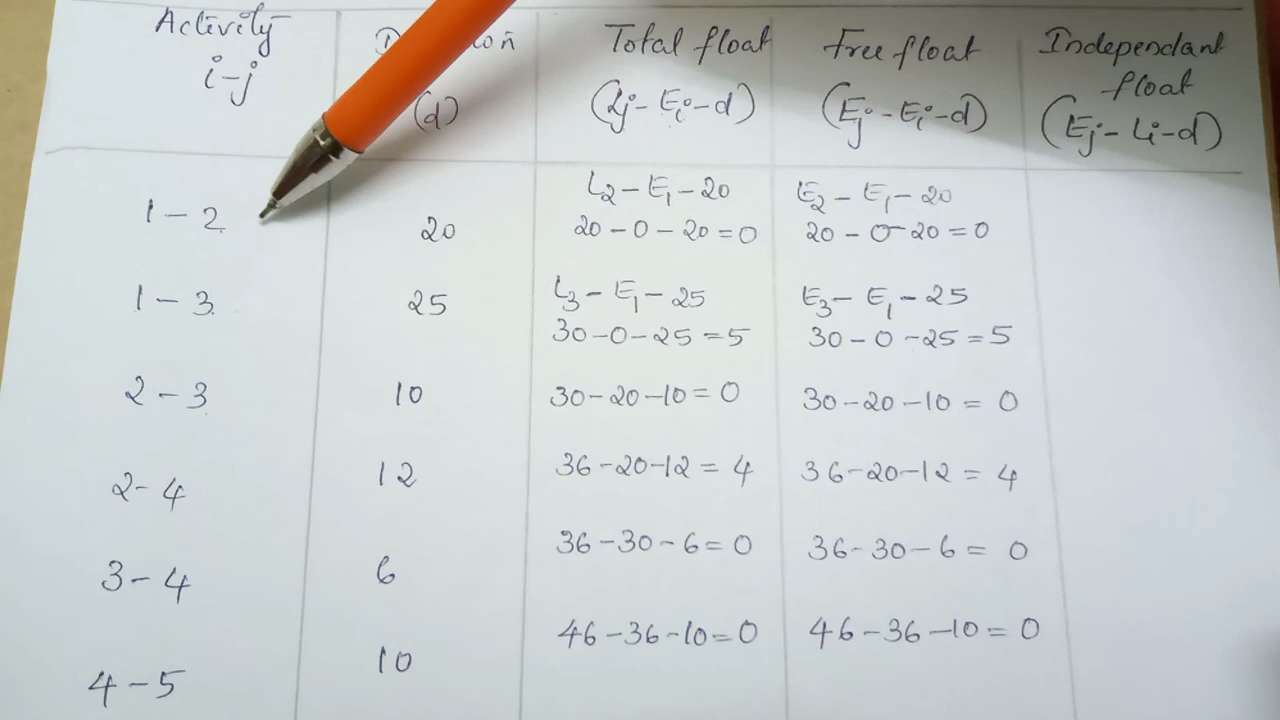 Activity
i-j
(d)
Total float
(Lj - Ei - d)
Free float
(Ej - Ei - d)
Independant
float
(Ej - Li - d)
1 - 2
20
L2 - E1 - 20
20 - 0 - 20 = 0
E2 - E1 - 20
20 - 0 - 20 = 0
1 - 3
25
L3 - E1 - 25
30 - 0 - 25 = 5
E3 - E1 - 25
30 - 0 - 25 = 5
2 - 3
10
30 - 20 - 10 = 0
30 - 20 - 10 = 0
2 - 4
12
36 - 20 - 12 = 4
36 - 20 - 12 = 4
3 - 4
6
36 - 30 - 6 = 0
36 - 30 - 6 = 0
4 - 5
10
46 - 36 - 10 = 0
46 - 36 - 10 = 0